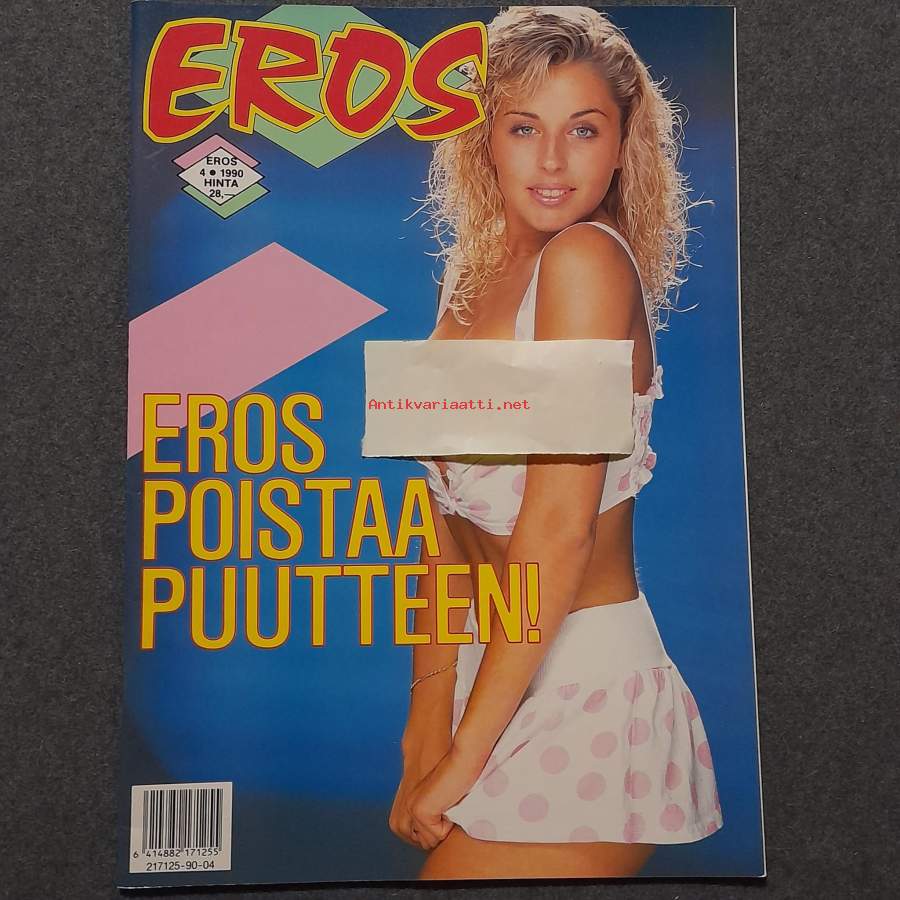 EROS
EROS
4 ● 1990
HINTA
28,—
Antikvariaatti.net
EROS
POISTAA
PUUTTEEN!
6 414882 171255
217125-90-04